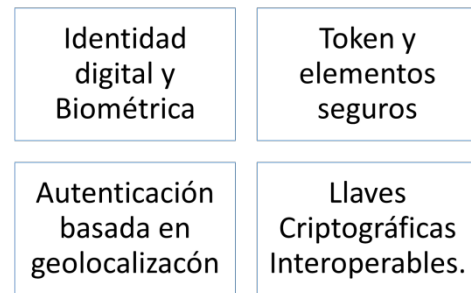 Identidad
digital y
Biométrica
Token y
elementos
seguros
Autenticación
basada en
geolocalizacón
Llaves
Criptográficas
Interoperables.